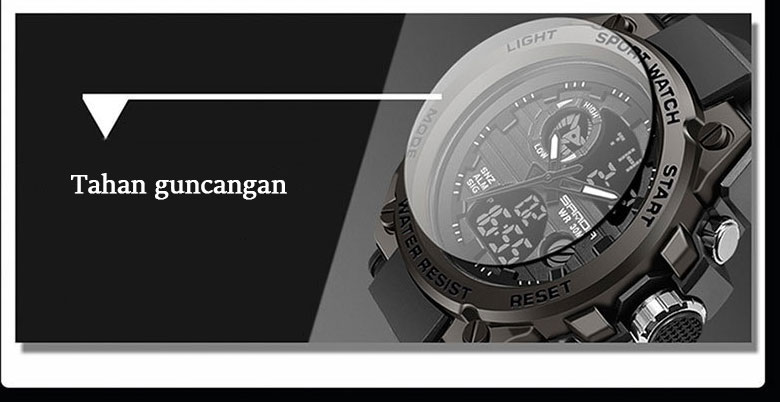 Tahan guncangan
LIGHT
SPORT WATCH
MODE
HIGH
LOW
SNZ
ALM
SIG
SANDA
WR 30M
START
WATER RESIST
RESET